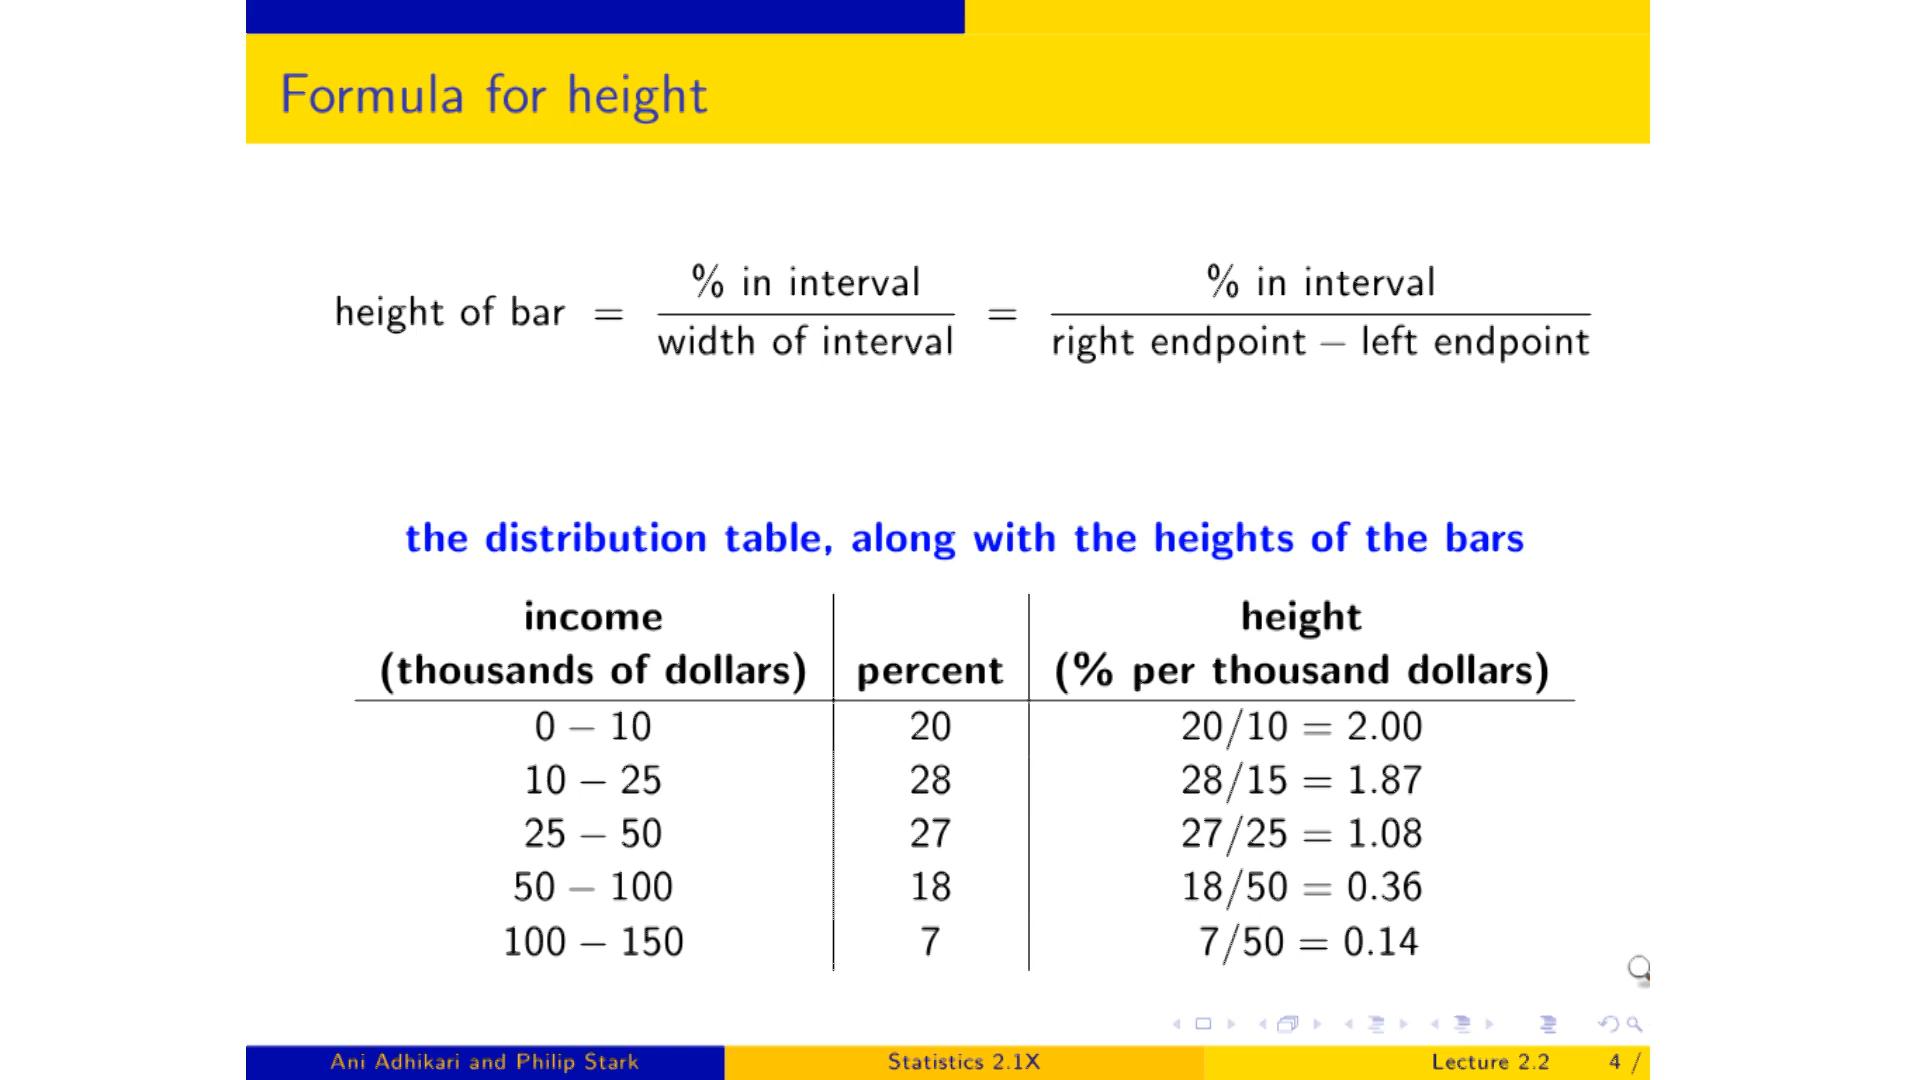 Formula for height
height of bar = % in interval / width of interval = % in interval / right endpoint − left endpoint
the distribution table, along with the heights of the bars
income height
(thousands of dollars) percent (% per thousand dollars)
0 − 10 20 20/10 = 2.00
10 − 25 28 28/15 = 1.87
25 − 50 27 27/25 = 1.08
50 − 100 18 18/50 = 0.36
100 − 150 7 7/50 = 0.14
Ani Adhikari and Philip Stark Statistics 2.1X Lecture 2.2 4 /